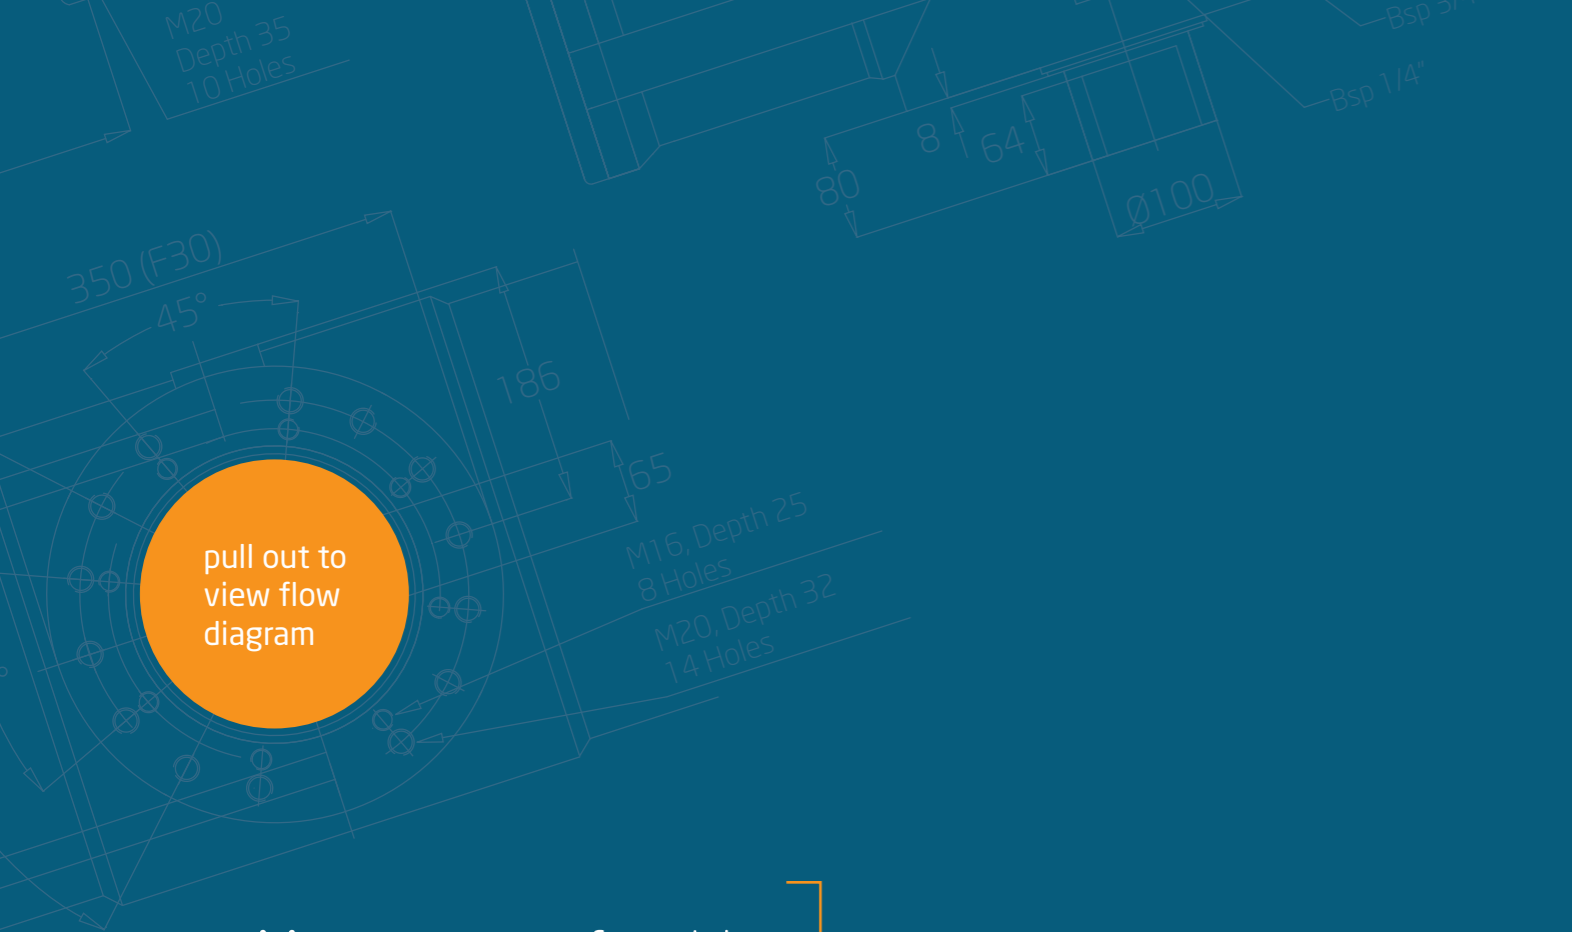 M20
Depth 35
10 Holes
Bsp 1/4"
8
64
80
Ø100
350 (F30)
45°
186
65
M16, Depth 25
8 Holes
M20, Depth 32
14 Holes
pull out to
view flow
diagram